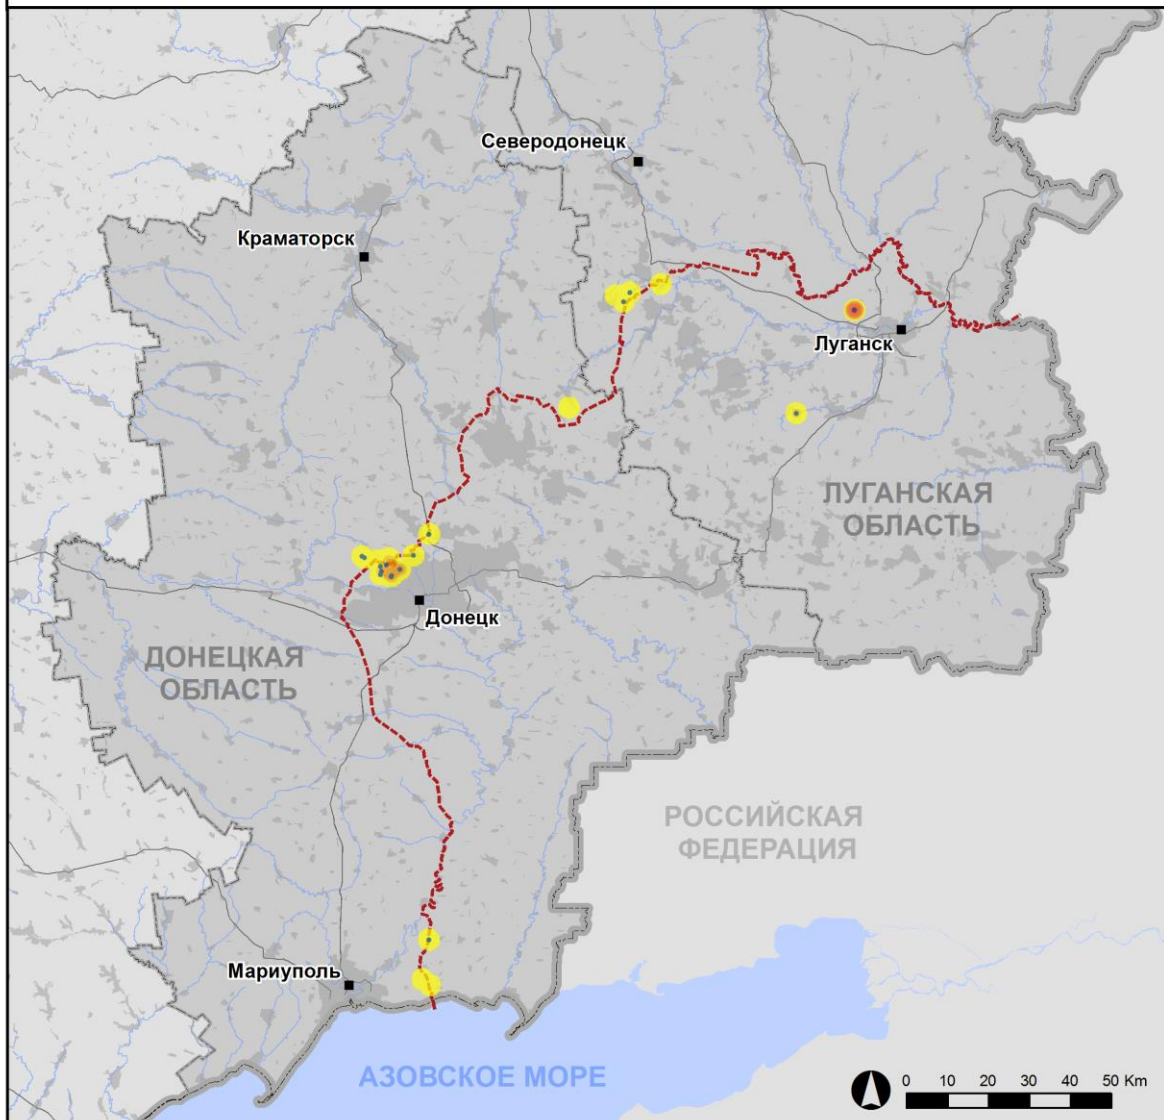 Северодонецк
Краматорск
Луганск
ЛУГАНСКАЯ
ОБЛАСТЬ
Донецк
ДОНЕЦКАЯ
ОБЛАСТЬ
РОССИЙСКАЯ
ФЕДЕРАЦИЯ
Мариуполь
АЗОВСКОЕ МОРЕ
0 10 20 30 40 50 Km